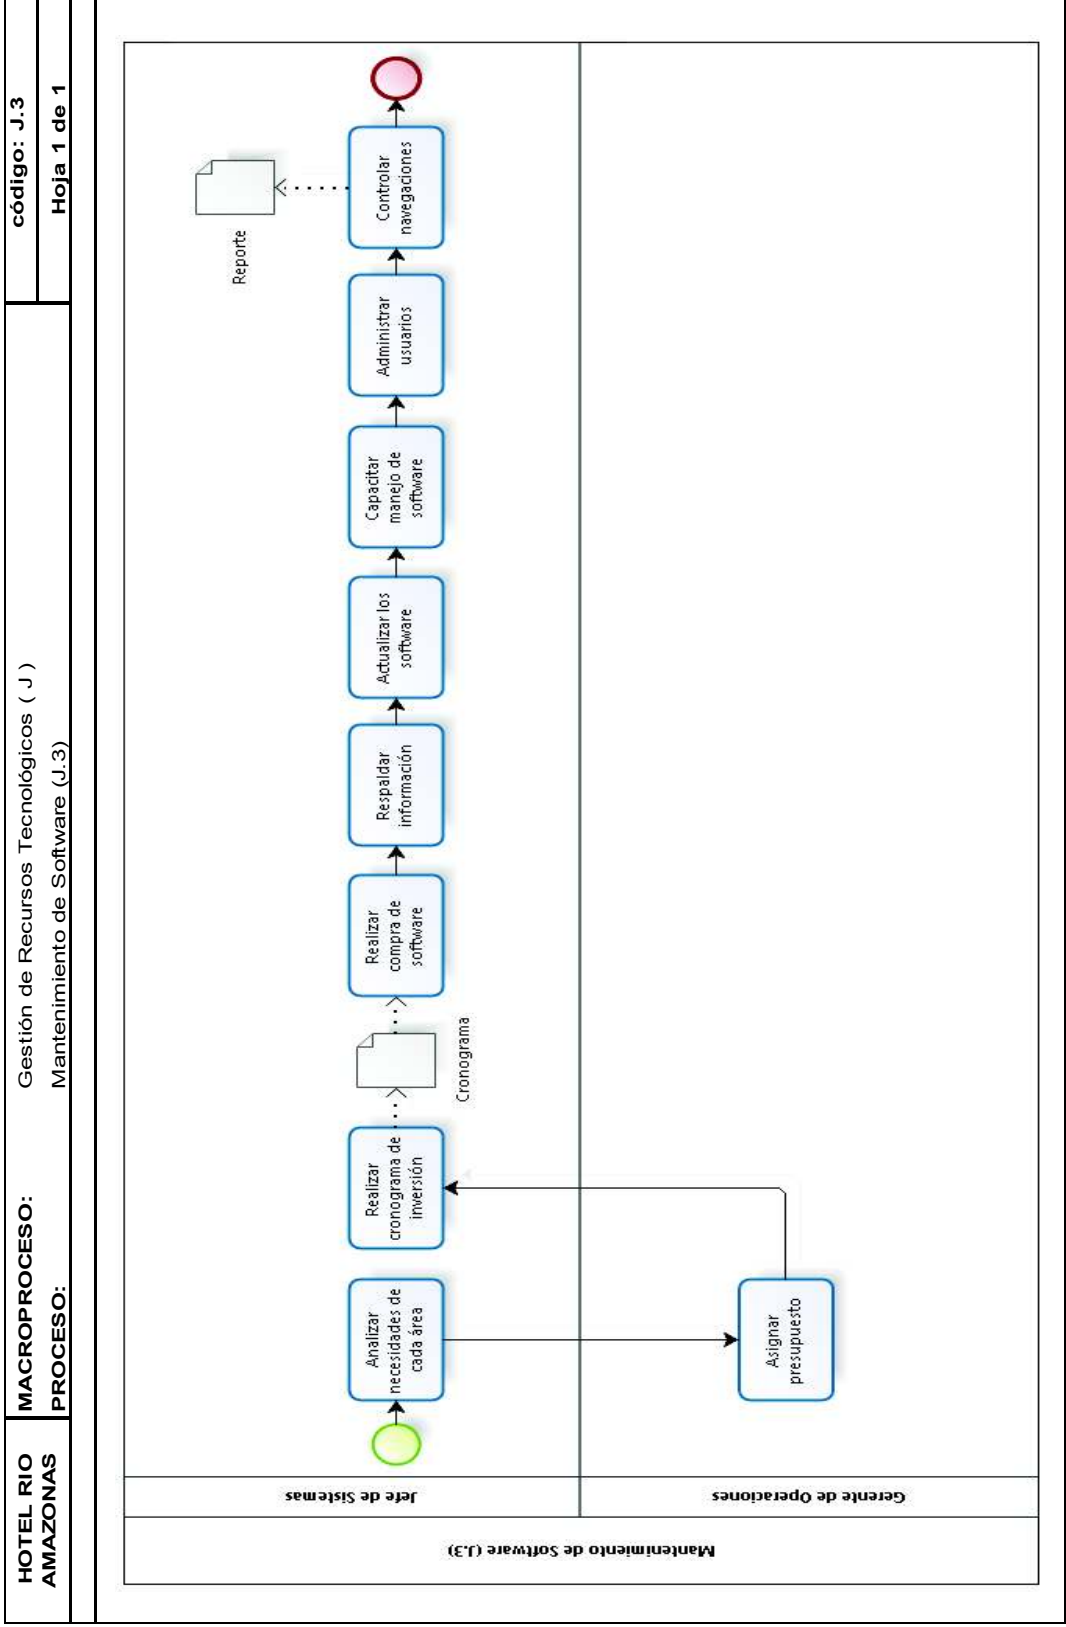 HOTEL RIO
AMAZONAS
MACROPROCESO:
Gestión de Recursos Tecnológicos ( J )
código: J.3
PROCESO:
Mantenimiento de Software (J.3)
Hoja 1 de 1
Mantenimiento de Software (J.3)
Jefe de Sistemas
Analizar
necesidades de
cada área
Realizar
cronograma de
inversión
Cronograma
Realizar
compra de
software
Respaldar
información
Actualizar los
software
Capacitar
manejo de
software
Administrar
usuarios
Controlar
navegaciones
Reporte
Gerente de Operaciones
Asignar
presupuesto